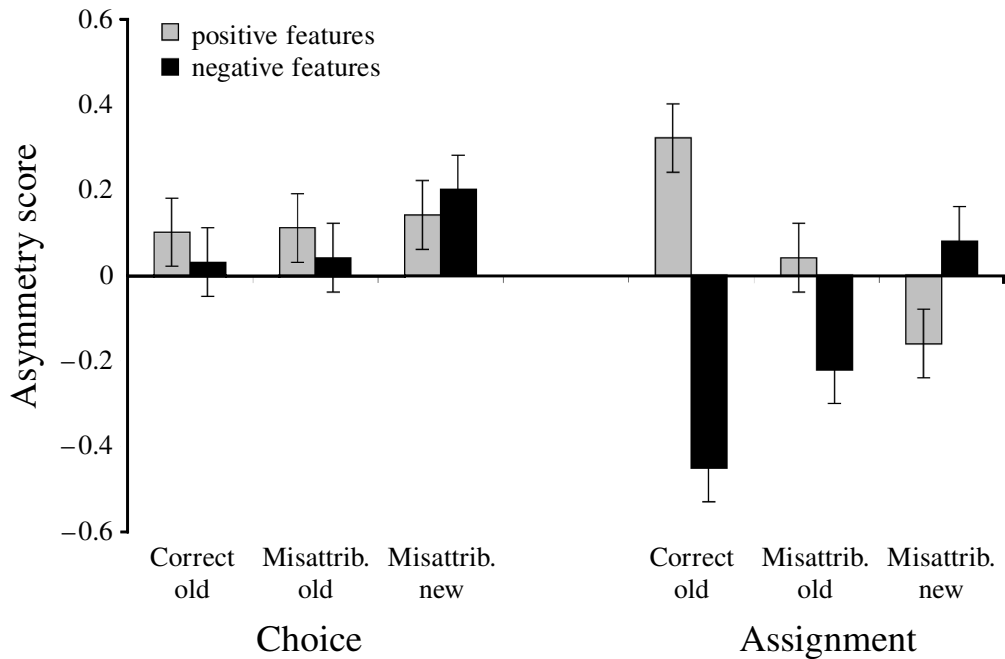 0.6
positive features
negative features
0.4
0.2
0
−0.2
−0.4
−0.6
Asymmetry score
Correct old
Misattrib. old
Misattrib. new
Correct old
Misattrib. old
Misattrib. new
Choice
Assignment